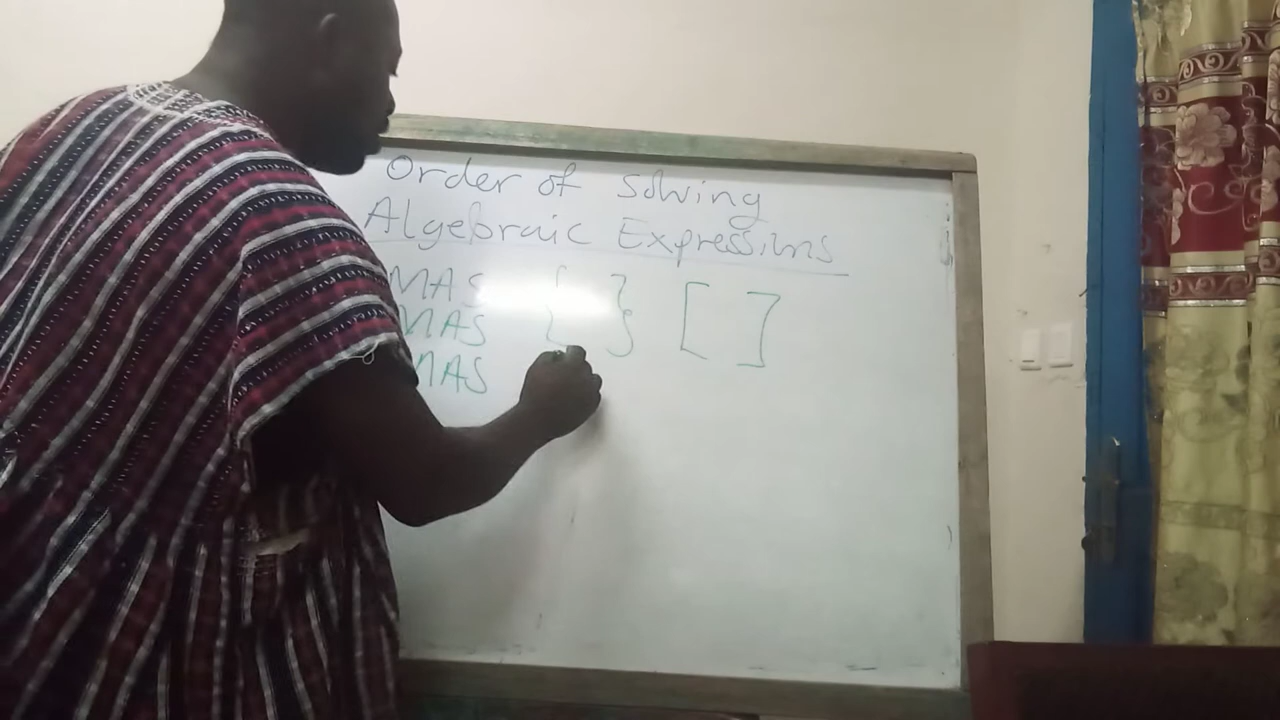 Order of Solving
Algebraic Expressions
MAS { } [ ]
MAS
MAS